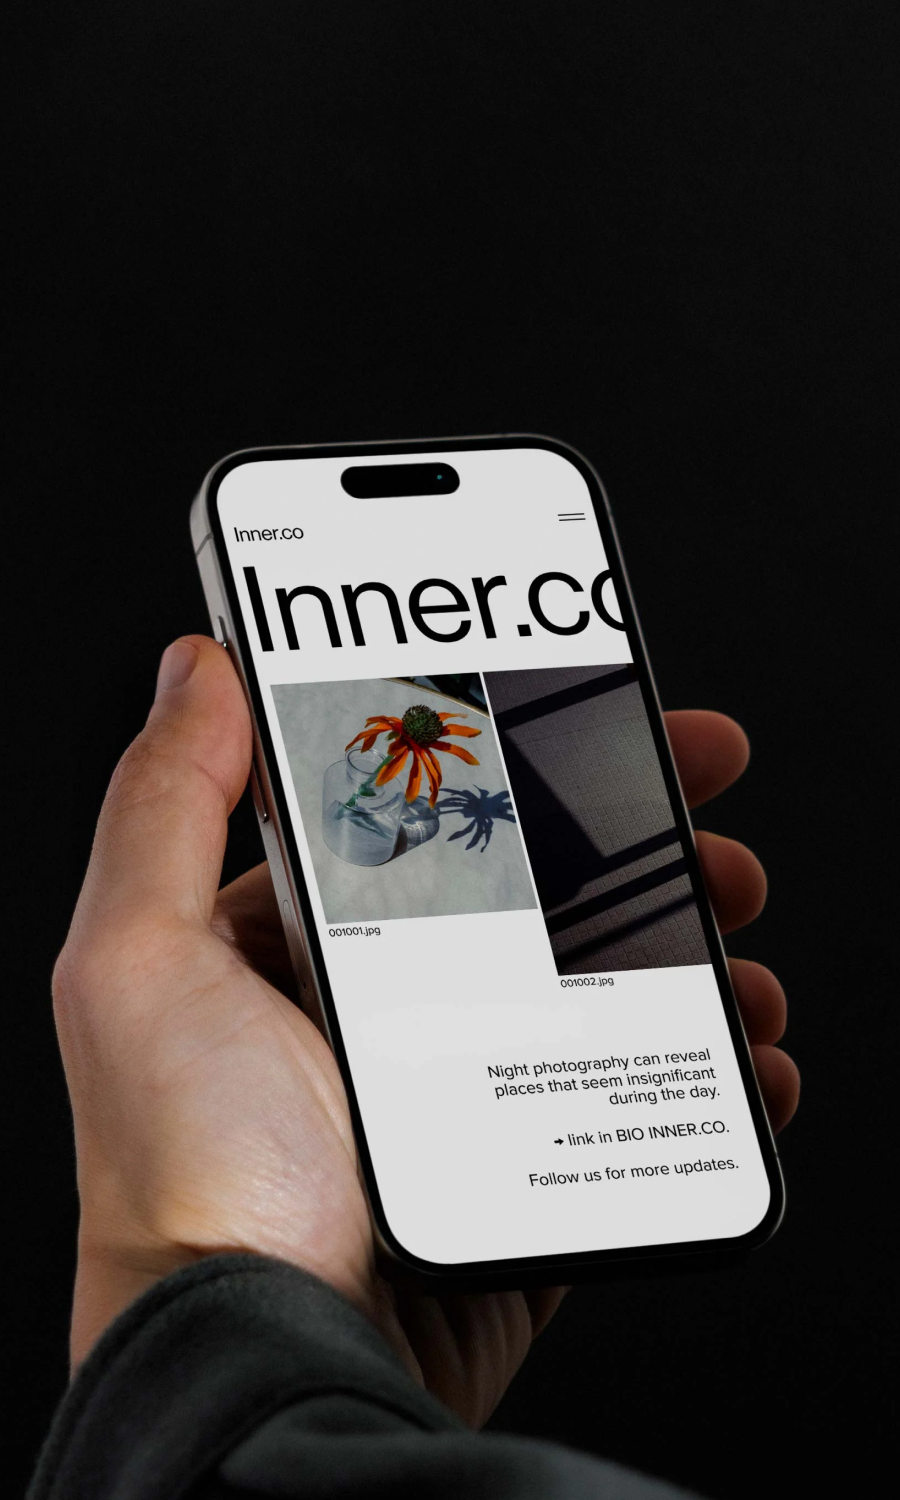 Inner.co
Inner.co
001001.jpg
001002.jpg
Night photography can reveal
places that seem insignificant
during the day.
→ link in BIO INNER.CO.
Follow us for more updates.